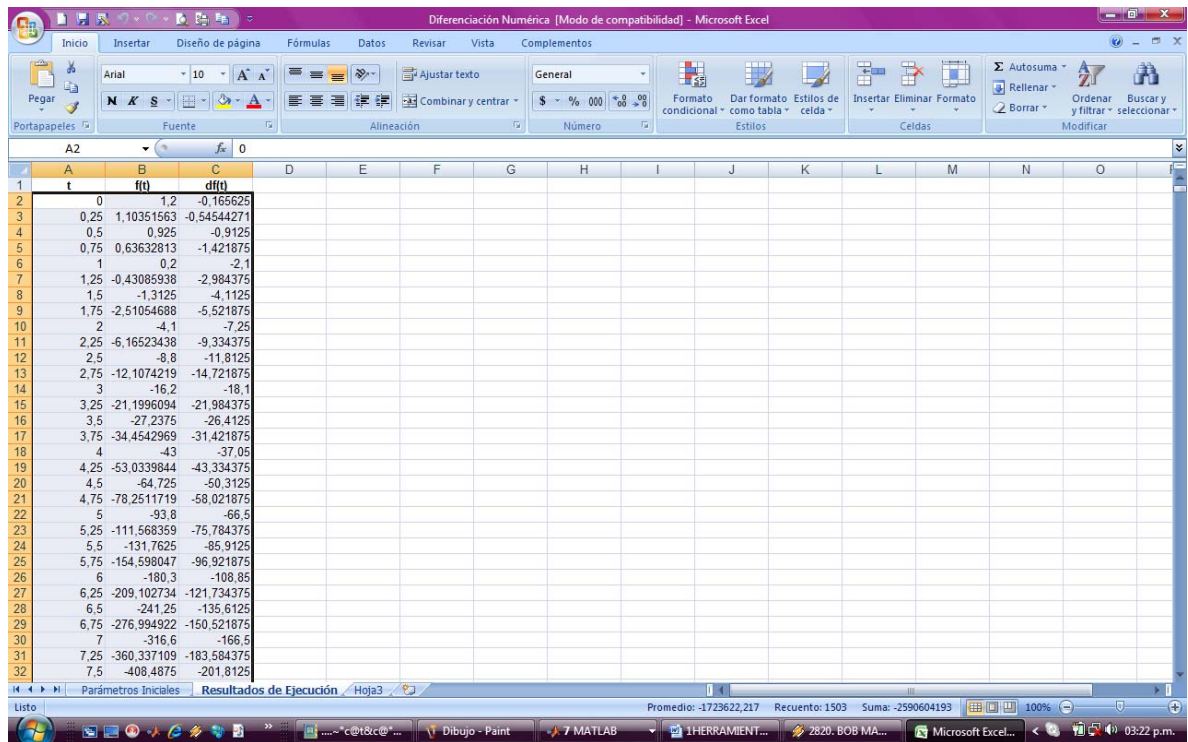 Diferenciación Numérica [Modo de compatibilidad] - Microsoft Excel
Inicio Insertar Diseño de página Fórmulas Datos Revisar Vista Complementos
Pegar
Arial 10
N K S
Ajustar texto
Combinar y centrar
General
$ % 000
Formato condicional
Dar formato como tabla
Estilos de celda
Insertar Eliminar Formato
Σ Autosuma
Rellenar
Borrar
Ordenar y filtrar
Buscar y seleccionar
Portapapeles Fuente Alineación Número Estilos Celdas Modificar
A2 fx 0
A B C D E F G H I J K L M N O
1 t f(t) df(t)
2 0 1,2 -0,165625
3 0,25 1,10351563 -0,54544271
4 0,5 0,925 -0,9125
5 0,75 0,63632813 -1,421875
6 1 0,2 -2,1
7 1,25 -0,43085938 -2,984375
8 1,5 -1,3125 -4,1125
9 1,75 -2,51054688 -5,521875
10 2 -4,1 -7,25
11 2,25 -6,16523438 -9,334375
12 2,5 -8,8 -11,8125
13 2,75 -12,1074219 -14,721875
14 3 -16,2 -18,1
15 3,25 -21,1996094 -21,984375
16 3,5 -27,2375 -26,4125
17 3,75 -34,4542969 -31,421875
18 4 -43 -37,05
19 4,25 -53,0339844 -43,334375
20 4,5 -64,725 -50,3125
21 4,75 -78,2511719 -58,021875
22 5 -93,8 -66,5
23 5,25 -111,568359 -75,784375
24 5,5 -131,7625 -85,9125
25 5,75 -154,598047 -96,921875
26 6 -180,3 -108,85
27 6,25 -209,102734 -121,734375
28 6,5 -241,25 -135,6125
29 6,75 -276,994922 -150,521875
30 7 -316,6 -166,5
31 7,25 -360,337109 -183,584375
32 7,5 -408,4875 -201,8125
Parámetros Iniciales Resultados de Ejecución Hoja3
Listo Promedio: -1723622,217 Recuento: 1503 Suma: -2590604193 100%
....~*c@t&c@*... Dibujo - Paint 7 MATLAB 1HERRAMIENT... 2820. BOB MA... Microsoft Excel... 03:22 p.m.